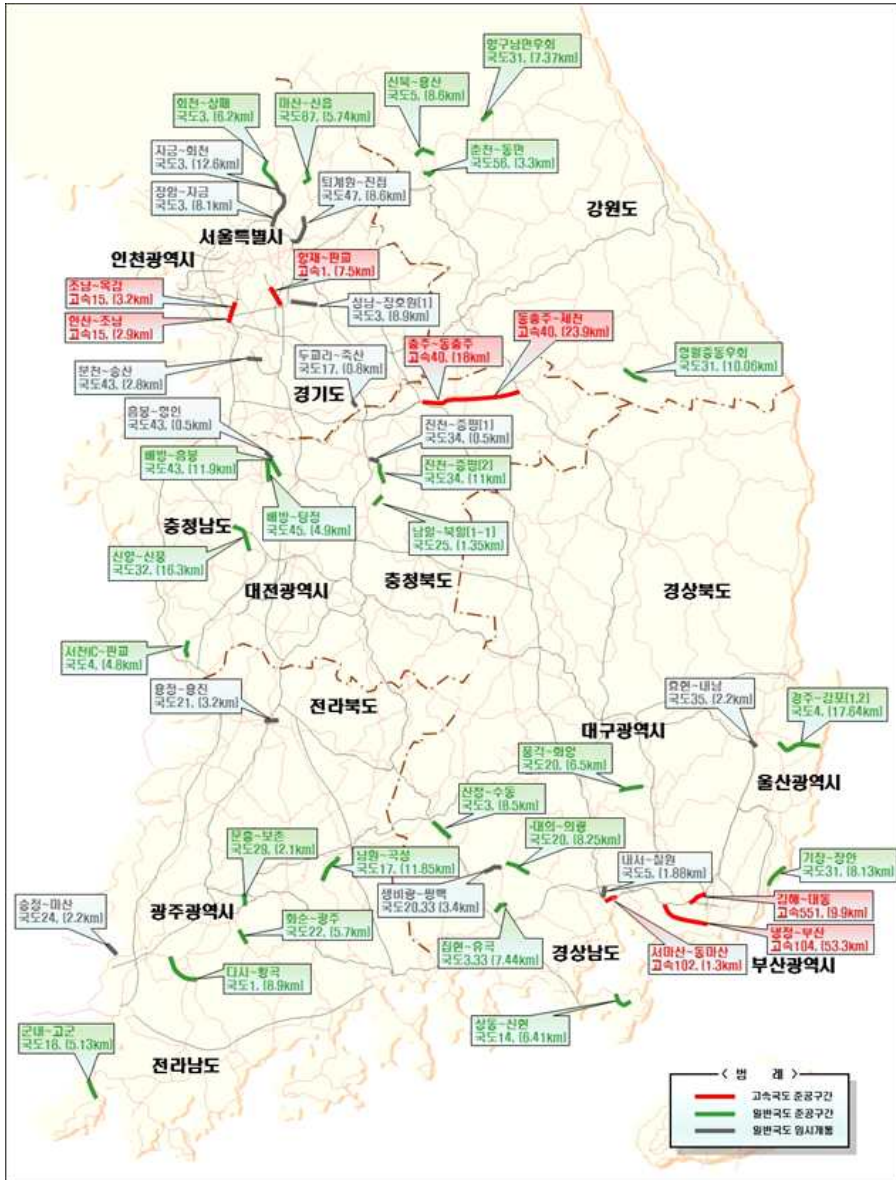 양구남면우회
국도31. (7.37km)
신북~용산
국도5. (8.6km)
회천~상패
국도3. (6.2km)
마산~신읍
국도87. (5.74km)
자금~회천
국도3. (12.6km)
춘천~동면
국도56. (3.3km)
장암~자금
국도3. (8.1km)
퇴계원~진접
국도47. (8.6km)
강원도
서울특별시
인천광역시
양재~판교
고속1. (7.5km)
조남~목감
고속15. (3.2km)
안산~조남
고속15. (2.9km)
성남~장호원(1)
국도3. (8.9km)
동충주~제천
고속40. (23.9km)
충주~동충주
고속40. (18km)
두교리~죽산
국도17. (0.8km)
분천~송산
국도43. (2.8km)
영월중동우회
국도31. (10.06km)
경기도
음봉~영인
국도43. (0.5km)
진천~증평(1)
국도34. (0.5km)
배방~음봉
국도43. (11.9km)
진천~증평(2)
국도34. (11km)
배방~탕정
국도45. (4.9km)
남일~북일(1-1)
국도25. (1.35km)
충청남도
신양~신풍
국도32. (16.3km)
대전광역시
충청북도
경상북도
서천IC~판교
국도4. (4.8km)
용정~용진
국도21. (3.2km)
전라북도
효현~내남
국도35. (2.2km)
경주~감포(1,2)
국도4. (17.64km)
대구광역시
울산광역시
풍각~화양
국도20. (6.5km)
산청~수동
국도3. (8.5km)
문흥~보촌
국도29. (2.1km)
남원~곡성
국도17. (11.85km)
-대의~의령
국도20. (8.25km)
내서~칠원
국도5. (1.88km)
기장~장안
국도31. (8.13km)
생비량~쌍백
국도20.33 (3.4km)
김해~대동
고속551. (9.9km)
숭정~마산
국도24. (2.2km)
광주광역시
화순~광주
국도22. (5.7km)
냉정~부산
고속104. (53.3km)
집현~유곡
국도3.33 (7.44km)
경상남도
서마산~동마산
고속102. (1.3km)
부산광역시
다시~왕곡
국도1. (8.9km)
상동~신현
국도14. (6.41km)
군내~고군
국도18. (5.13km)
전라남도
< 범 례 >
고속국도 준공구간
일반국도 준공구간
일반국도 임시개통